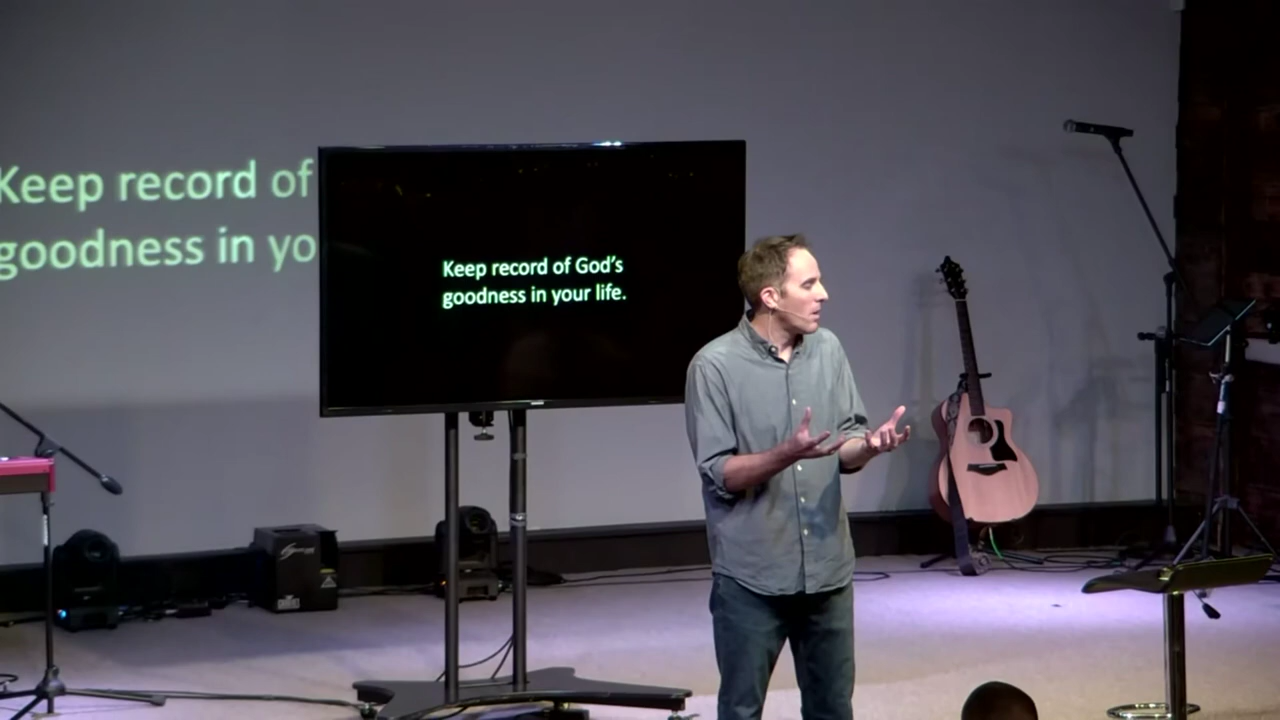 Keep record of
goodness in yo
Keep record of God's
goodness in your life.